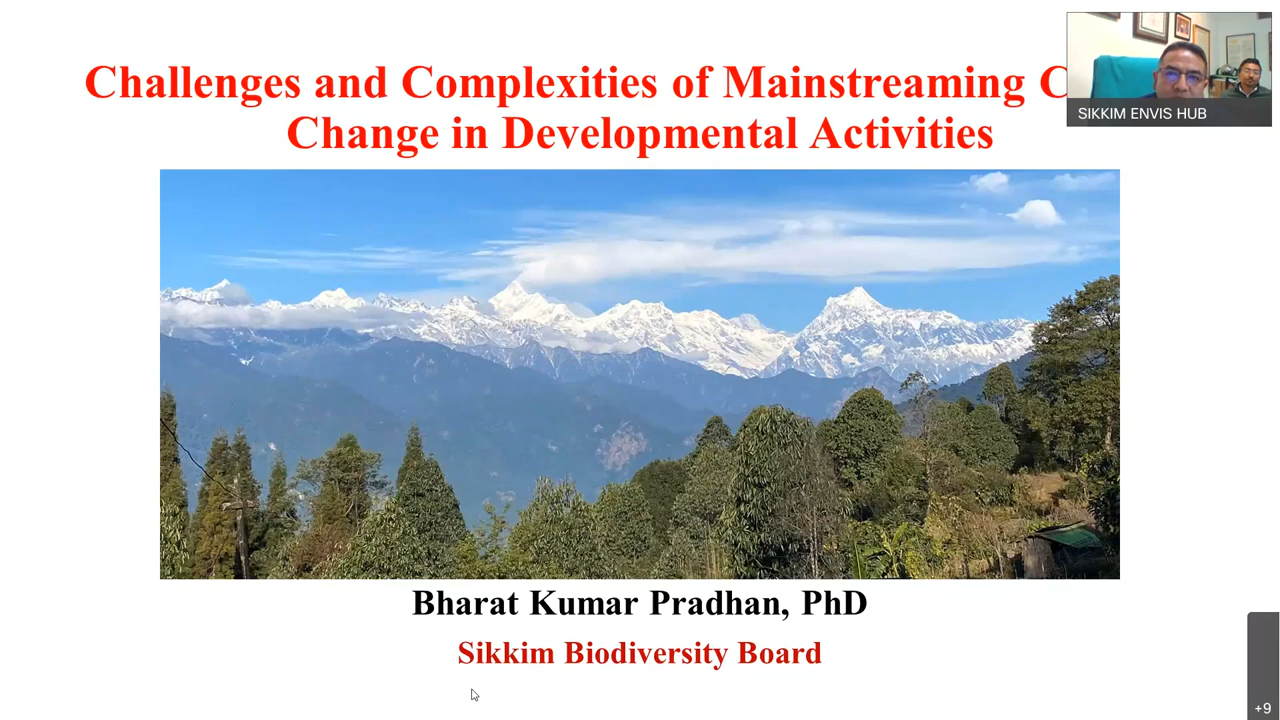 Challenges and Complexities of Mainstreaming C
Change in Developmental Activities
SIKKIM ENVIS HUB
Bharat Kumar Pradhan, PhD
Sikkim Biodiversity Board
+9